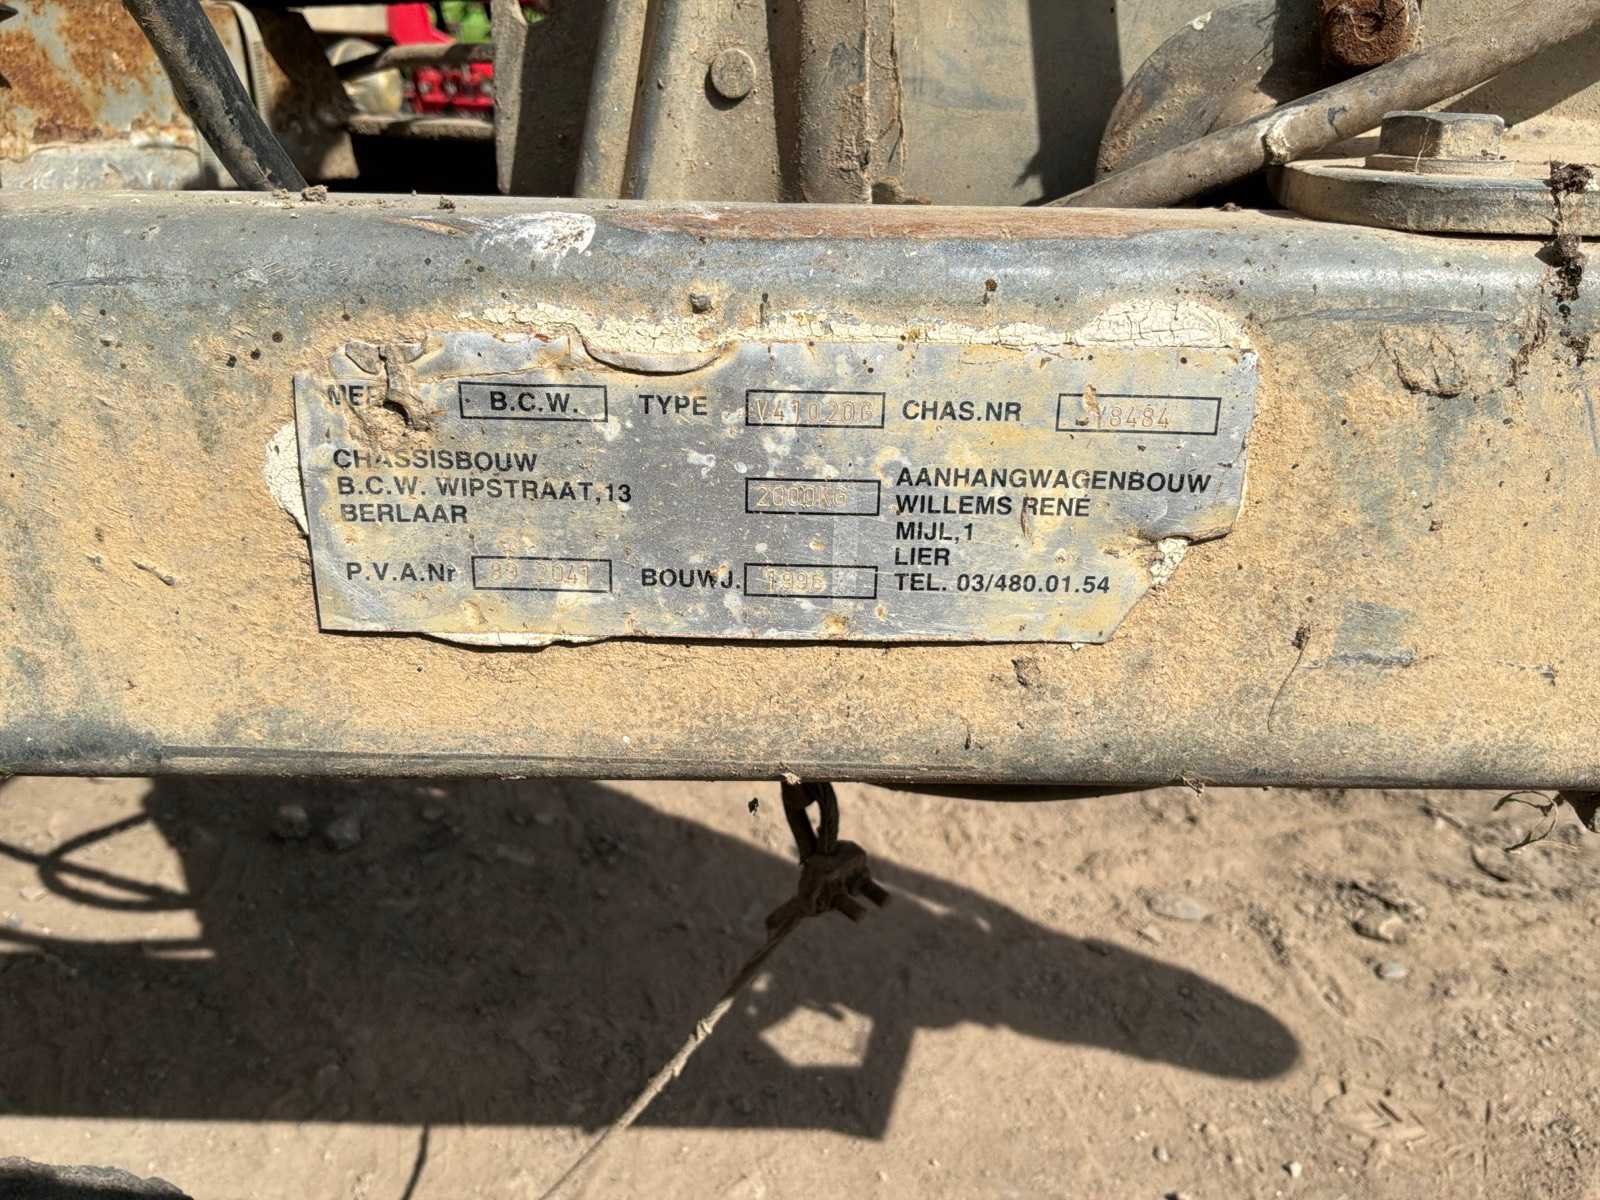 B.C.W. TYPE V41020G CHAS.NR
CHASSISBOUW
B.C.W. WIPSTRAAT,13
BERLAAR
2000KG
AANHANGWAGENBOUW
WILLEMS RENÉ
MIJL,1
LIER
P.V.A.Nr BOUWJ. TEL. 03/480.01.54